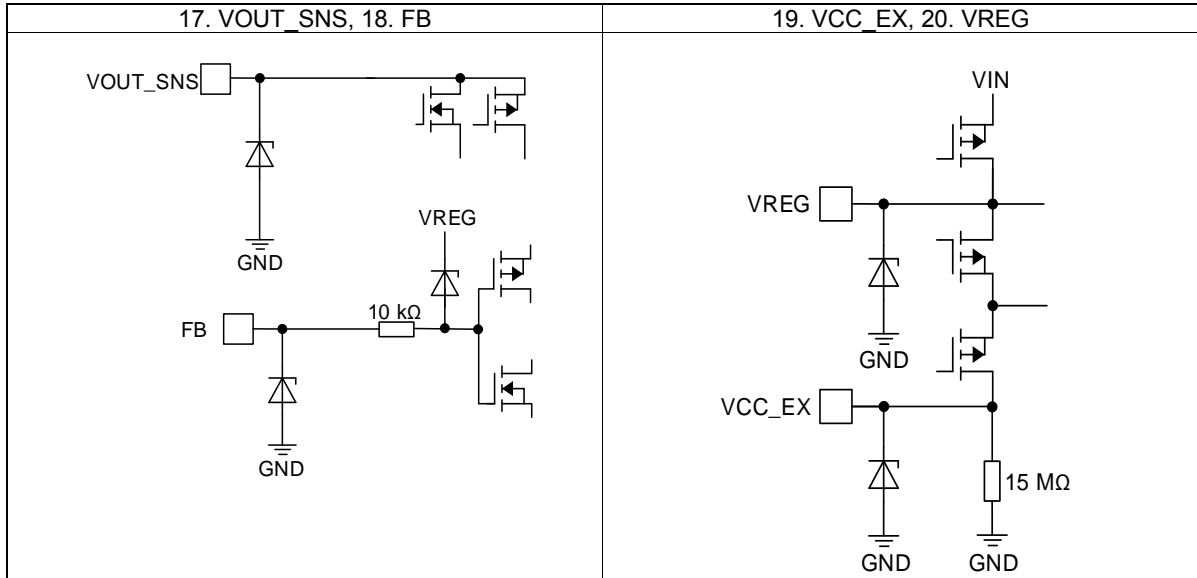 17. VOUT_SNS, 18. FB
19. VCC_EX, 20. VREG
VOUT_SNS
GND
VREG
10 kΩ
FB
GND
VIN
VREG
GND
VCC_EX
15 MΩ
GND
GND